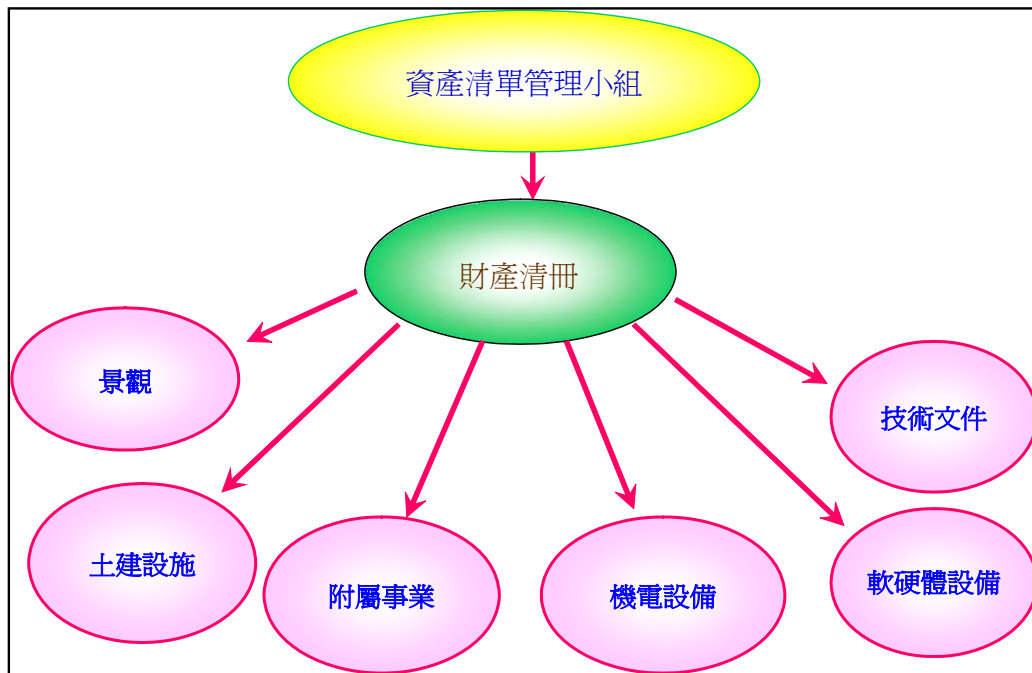 資產清單管理小組
財產清冊
景觀
技術文件
土建設施
附屬事業
機電設備
軟硬體設備